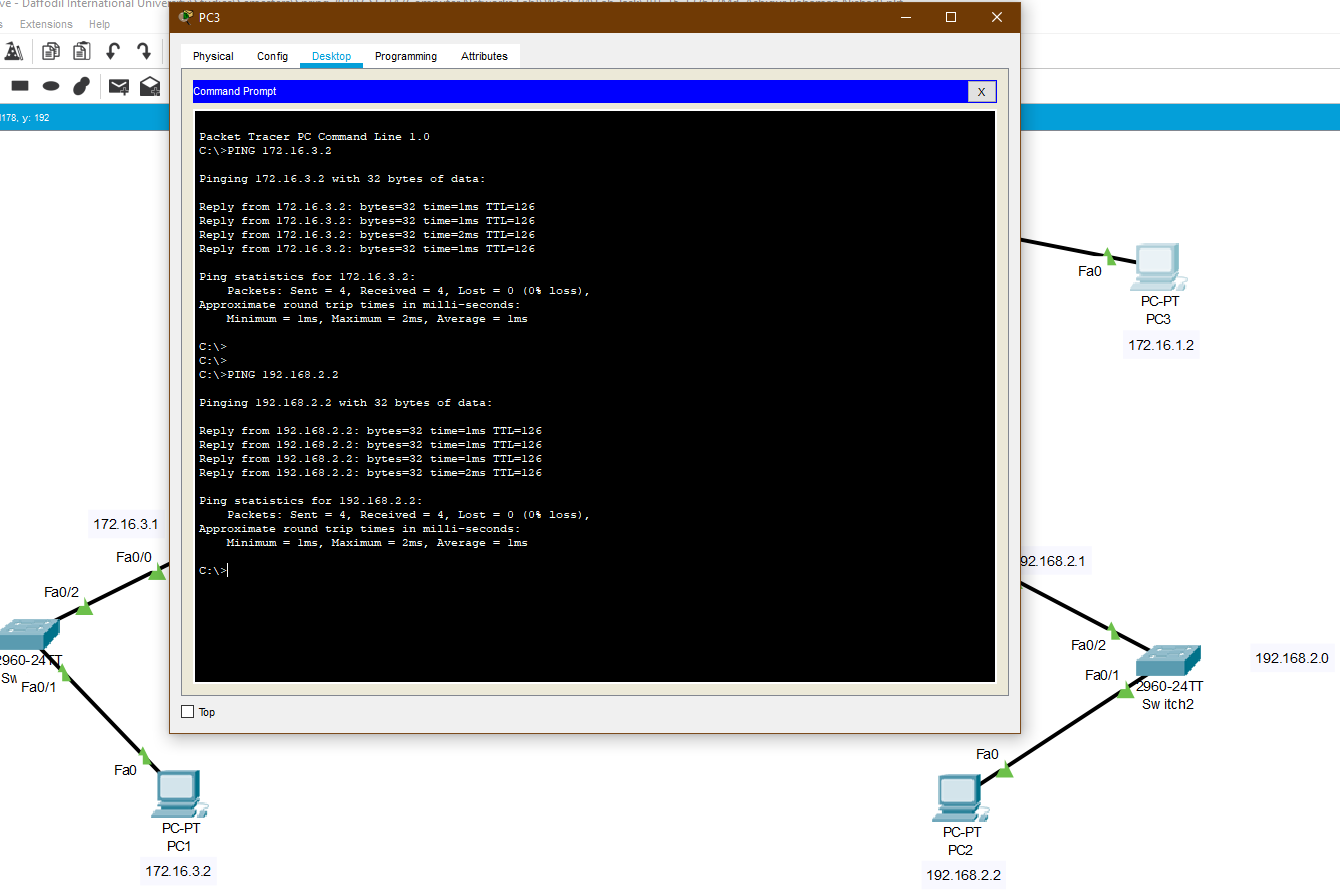 ve - Daffodil International
PC3
Extensions Help
Physical Config Desktop Programming Attributes
Command Prompt
X
178, y: 192
Packet Tracer PC Command Line 1.0
C:\>PING 172.16.3.2
Pinging 172.16.3.2 with 32 bytes of data:
Reply from 172.16.3.2: bytes=32 time=1ms TTL=126
Reply from 172.16.3.2: bytes=32 time=1ms TTL=126
Reply from 172.16.3.2: bytes=32 time=2ms TTL=126
Reply from 172.16.3.2: bytes=32 time=1ms TTL=126
Ping statistics for 172.16.3.2:
Packets: Sent = 4, Received = 4, Lost = 0 (0% loss),
Approximate round trip times in milli-seconds:
Minimum = 1ms, Maximum = 2ms, Average = 1ms
C:\>
C:\>
C:\>PING 192.168.2.2
Pinging 192.168.2.2 with 32 bytes of data:
Reply from 192.168.2.2: bytes=32 time=1ms TTL=126
Reply from 192.168.2.2: bytes=32 time=1ms TTL=126
Reply from 192.168.2.2: bytes=32 time=1ms TTL=126
Reply from 192.168.2.2: bytes=32 time=2ms TTL=126
Ping statistics for 192.168.2.2:
Packets: Sent = 4, Received = 4, Lost = 0 (0% loss),
Approximate round trip times in milli-seconds:
Minimum = 1ms, Maximum = 2ms, Average = 1ms
C:\>
Top
Fa0
PC-PT
PC3
172.16.1.2
172.16.3.1
Fa0/0
Fa0/2
2960-24TT
Sw
Fa0/1
Fa0
PC-PT
PC1
172.16.3.2
92.168.2.1
Fa0/2
Fa0/1
2960-24TT
Sw itch2
192.168.2.0
Fa0
PC-PT
PC2
192.168.2.2